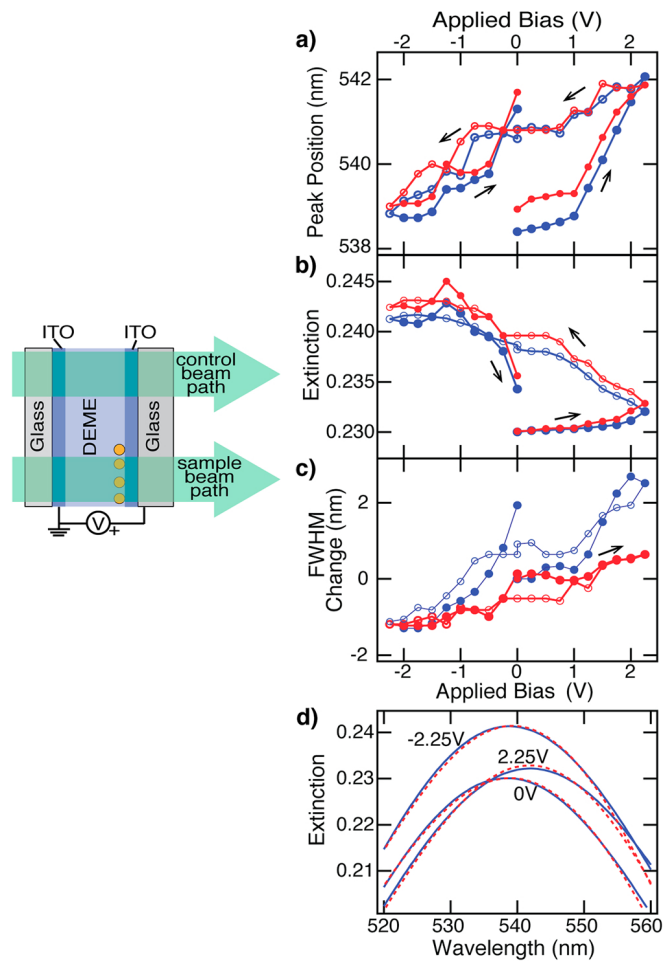 Applied Bias (V)
-2 -1 0 1 2
a)
542
540
538
Peak Position (nm)
b)
0.245
0.240
0.235
0.230
Extinction
ITO ITO
control
beam
path
Glass
DEME
Glass
sample
beam
path
V
+
c)
2
0
-2
FWHM
Change (nm)
-2 -1 0 1 2
Applied Bias (V)
d)
0.24
0.23
0.22
0.21
Extinction
-2.25V
2.25V
0V
520 530 540 550 560
Wavelength (nm)